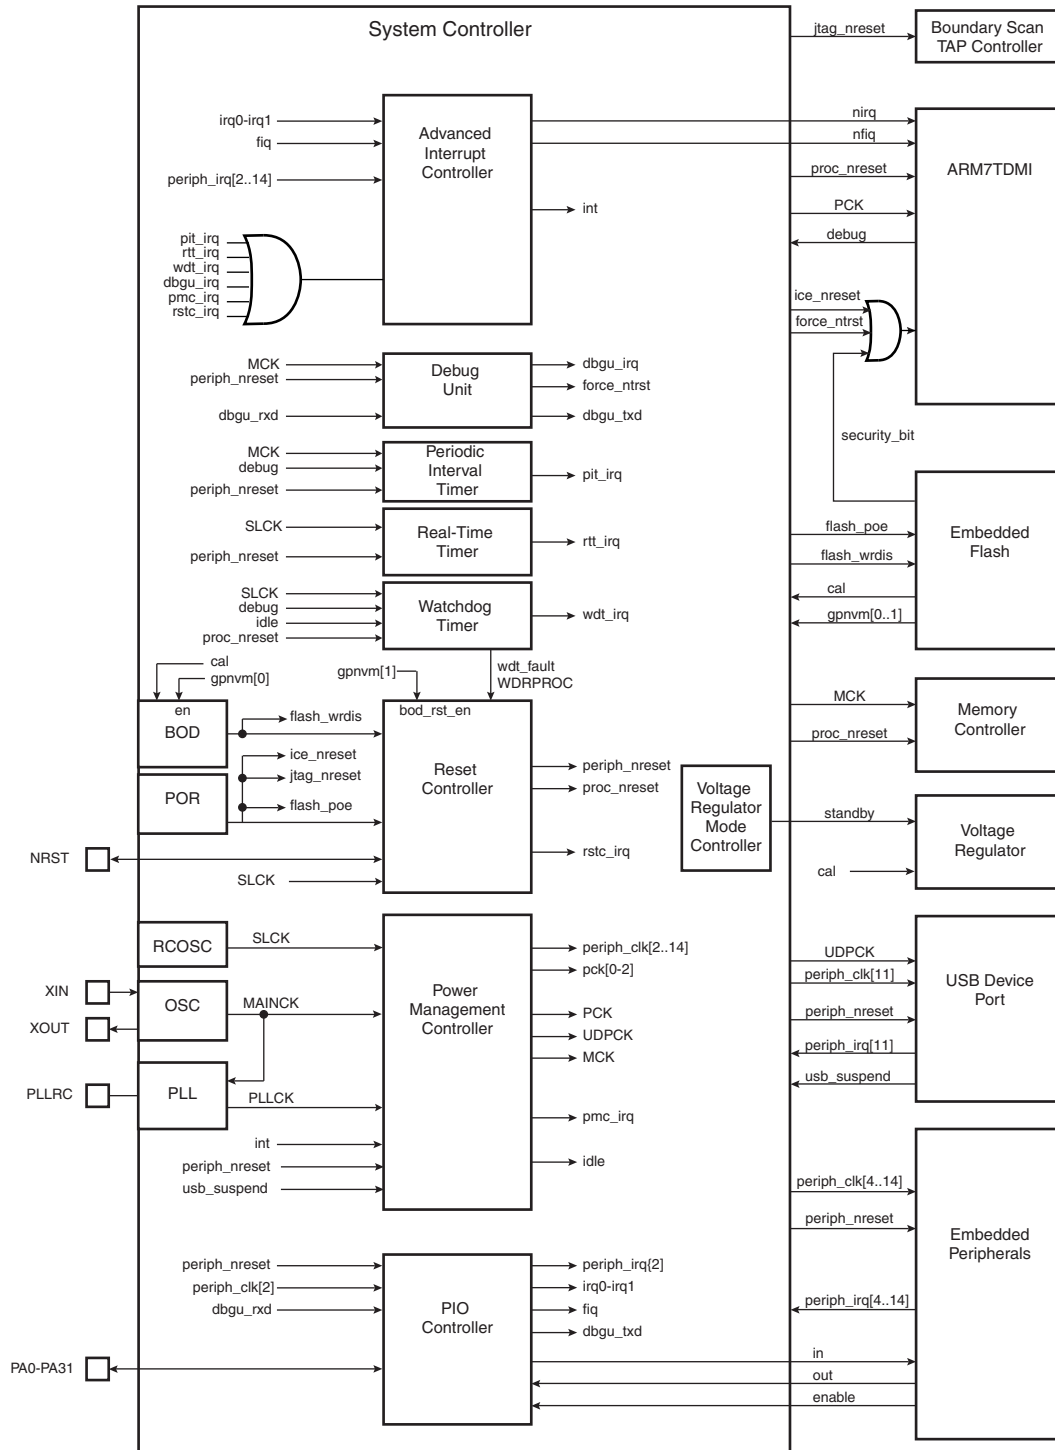 System Controller
jtag_nreset
Boundary Scan
TAP Controller
irq0-irq1
fiq
periph_irq[2..14]
Advanced
Interrupt
Controller
int
nirq
nfiq
proc_nreset
PCK
debug
ARM7TDMI
pit_irq
rtt_irq
wdt_irq
dbgu_irq
pmc_irq
rstc_irq
ice_nreset
force_ntrst
security_bit
MCK
periph_nreset
dbgu_rxd
Debug
Unit
dbgu_irq
force_ntrst
dbgu_txd
MCK
debug
periph_nreset
Periodic
Interval
Timer
pit_irq
SLCK
periph_nreset
Real-Time
Timer
rtt_irq
flash_poe
flash_wrdis
cal
gpnvm[0..1]
Embedded
Flash
SLCK
debug
idle
proc_nreset
Watchdog
Timer
wdt_irq
cal
gpnvm[0]
en
BOD
gpnvm[1]
wdt_fault
WDRPROC
bod_rst_en
flash_wrdis
ice_nreset
jtag_nreset
flash_poe
POR
Reset
Controller
periph_nreset
proc_nreset
rstc_irq
NRST
SLCK
MCK
proc_nreset
Memory
Controller
Voltage
Regulator
Mode
Controller
standby
cal
Voltage
Regulator
RCOSC
SLCK
XIN
XOUT
OSC
MAINCK
PLLRC
PLL
PLLCK
int
periph_nreset
usb_suspend
Power
Management
Controller
periph_clk[2..14]
pck[0-2]
PCK
UDPCK
MCK
pmc_irq
idle
UDPCK
periph_clk[11]
periph_nreset
periph_irq[11]
usb_suspend
USB Device
Port
periph_nreset
periph_clk[2]
dbgu_rxd
PA0-PA31
PIO
Controller
periph_irq{2]
irq0-irq1
fiq
dbgu_txd
periph_clk[4..14]
periph_nreset
periph_irq[4..14]
in
out
enable
Embedded
Peripherals